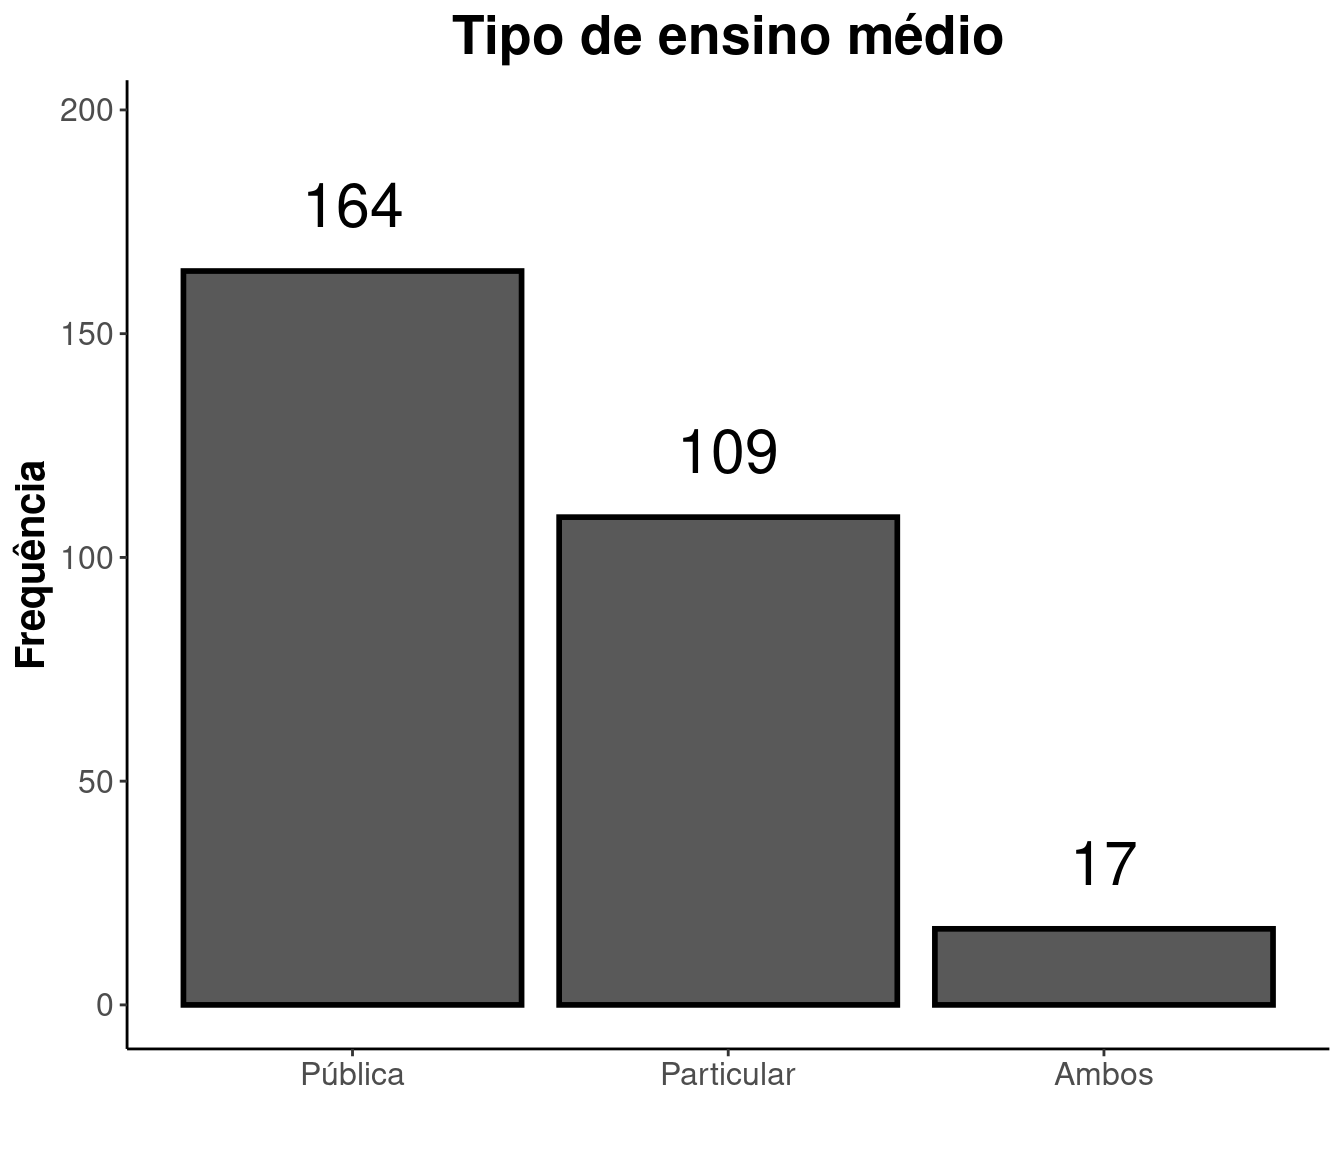 Tipo de ensino médio
Frequência
200
150
100
50
0
164
109
17
Pública
Particular
Ambos